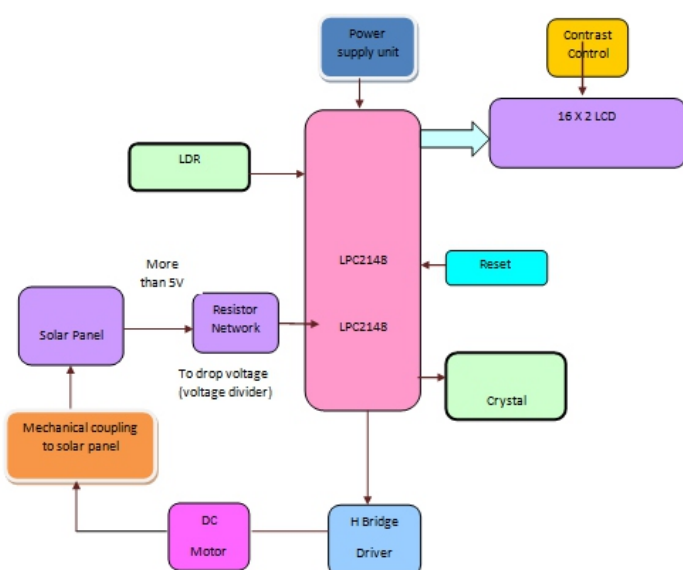 Power
supply unit
Contrast
Control
16 X 2 LCD
LDR
LPC2148
Reset
More
than 5V
Solar Panel
Resistor
Network
LPC2148
To drop voltage
(voltage divider)
Crystal
Mechanical coupling
to solar panel
DC
Motor
H Bridge
Driver